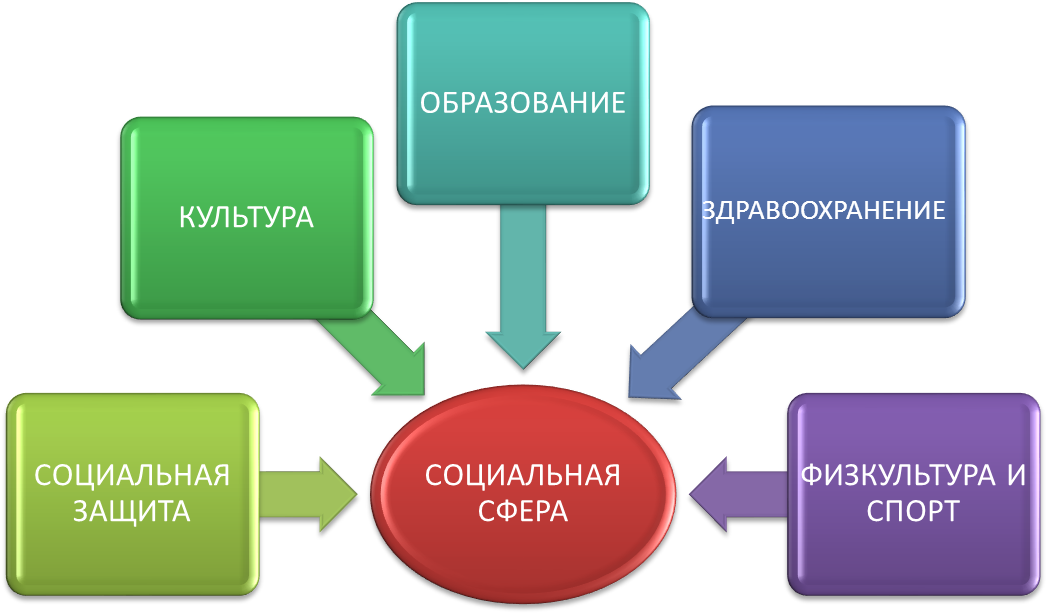 ОБРАЗОВАНИЕ
КУЛЬТУРА
ЗДРАВООХРАНЕНИЕ
СОЦИАЛЬНАЯ
ЗАЩИТА
СОЦИАЛЬНАЯ
СФЕРА
ФИЗКУЛЬТУРА И
СПОРТ